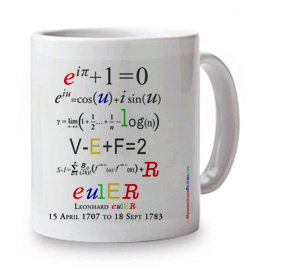 e^{iπ}+1=0
e^{iu}=cos(u)+i sin(u)
γ = lim_{n→∞}(1+1/2...+1/n-log(n))
V-E+F=2
eulER
LEONHARD eulER
15 APRIL 1707 TO 18 SEPT 1783